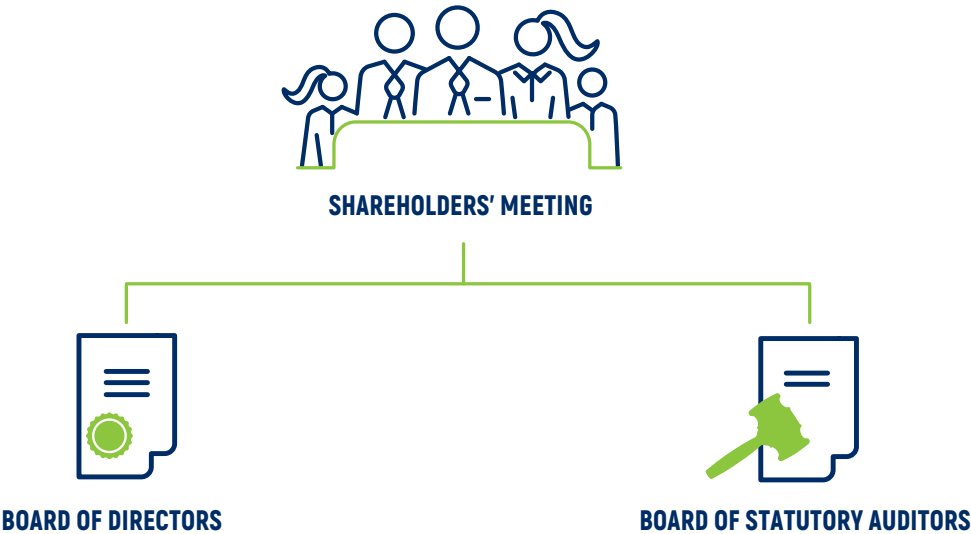 SHAREHOLDERS’ MEETING
BOARD OF DIRECTORS
BOARD OF STATUTORY AUDITORS